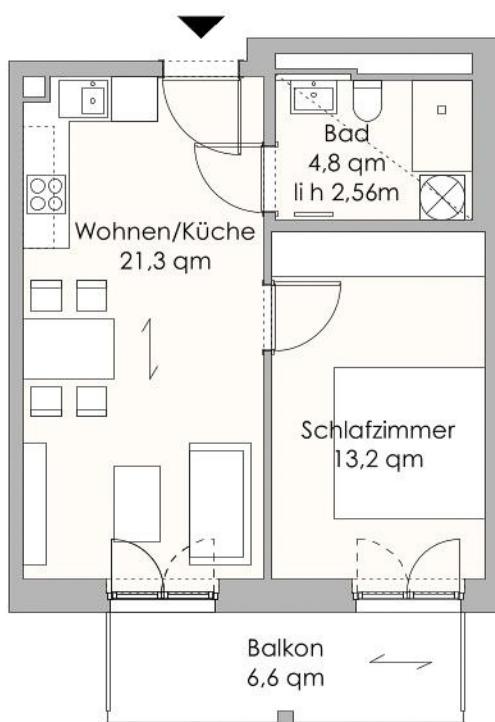 Bad
4,8 qm
li h 2,56m
Wohnen/Küche
21,3 qm
Schlafzimmer
13,2 qm
Balkon
6,6 qm